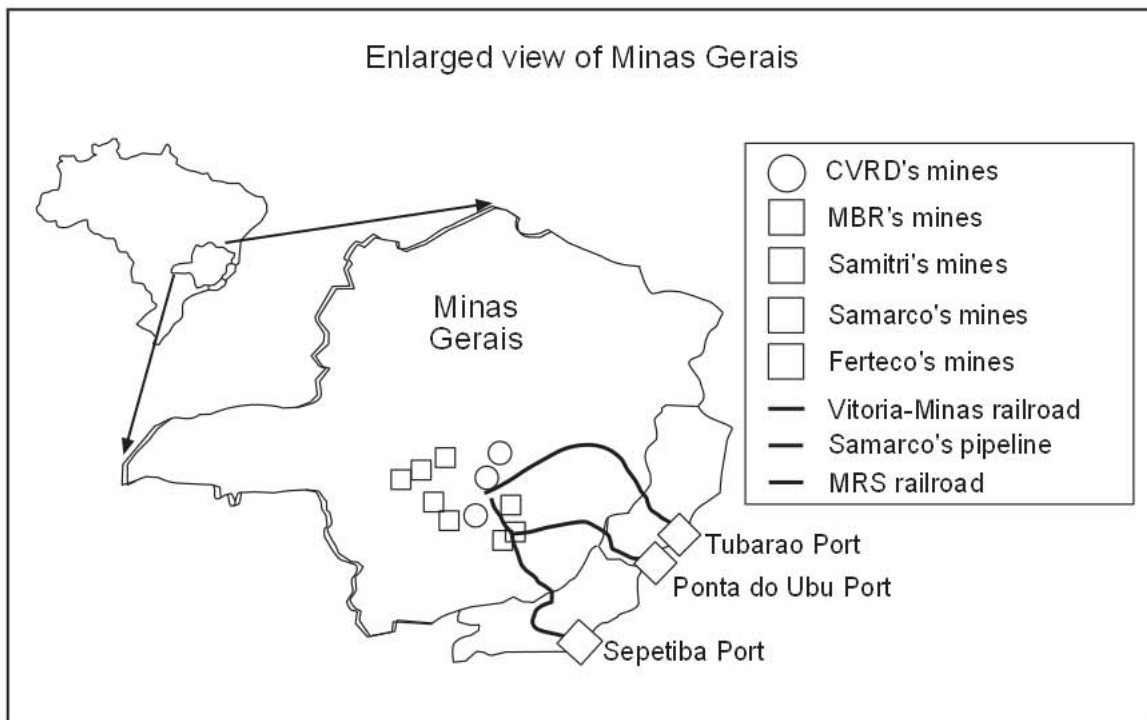 Enlarged view of Minas Gerais
CVRD's mines
MBR's mines
Samitri's mines
Samarco's mines
Ferteco's mines
Vitoria-Minas railroad
Samarco's pipeline
MRS railroad
Minas
Gerais
Tubarao Port
Ponta do Ubu Port
Sepetiba Port